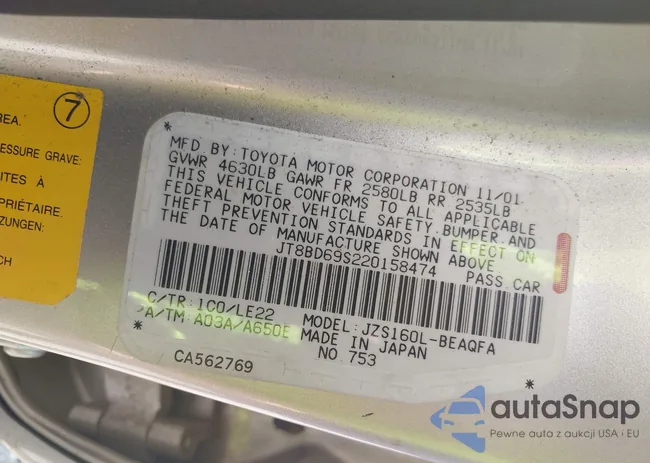 7
REA.
ESSURE GRAVE:
ITES À
PRIÉTAIRE.
ZUNGEN:
CH.
MFD BY:TOYOTA MOTOR CORPORATION 11/01
GVWR 4630LB GAWR FR 2580LB RR 2535LB
THIS VEHICLE CONFORMS TO ALL APPLICABLE
FEDERAL MOTOR VEHICLE SAFETY.BUMPER.AND
THEFT PREVENTION STANDARDS IN EFFECT ON
THE DATE OF MANUFACTURE SHOWN ABOVE.
JT8BD69S220158474 PASS.CAR
C/TR:1C0/LE22 MODEL:JZS160L-BEAQFA
A/TM:A03A/A650E MADE IN JAPAN
CA562769 NO.753
autaSnap
Pewne auta z aukcji USA i EU